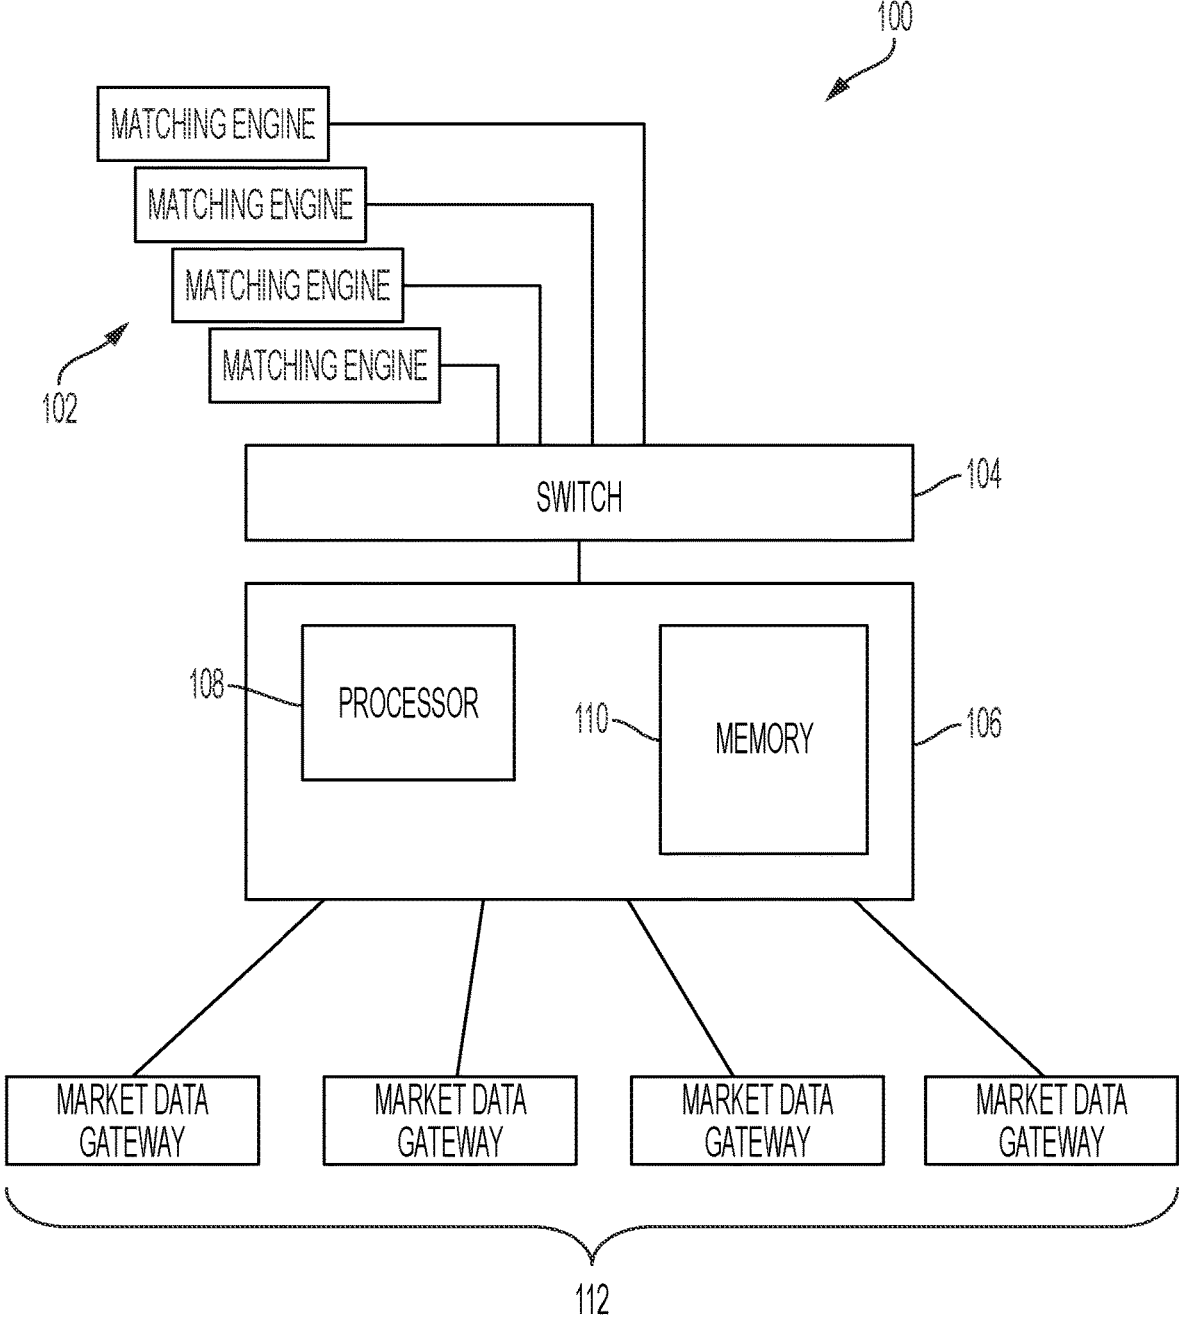 100
MATCHING ENGINE
MATCHING ENGINE
MATCHING ENGINE
MATCHING ENGINE
102
SWITCH
104
108
PROCESSOR
110
MEMORY
106
MARKET DATA
GATEWAY
MARKET DATA
GATEWAY
MARKET DATA
GATEWAY
MARKET DATA
GATEWAY
112